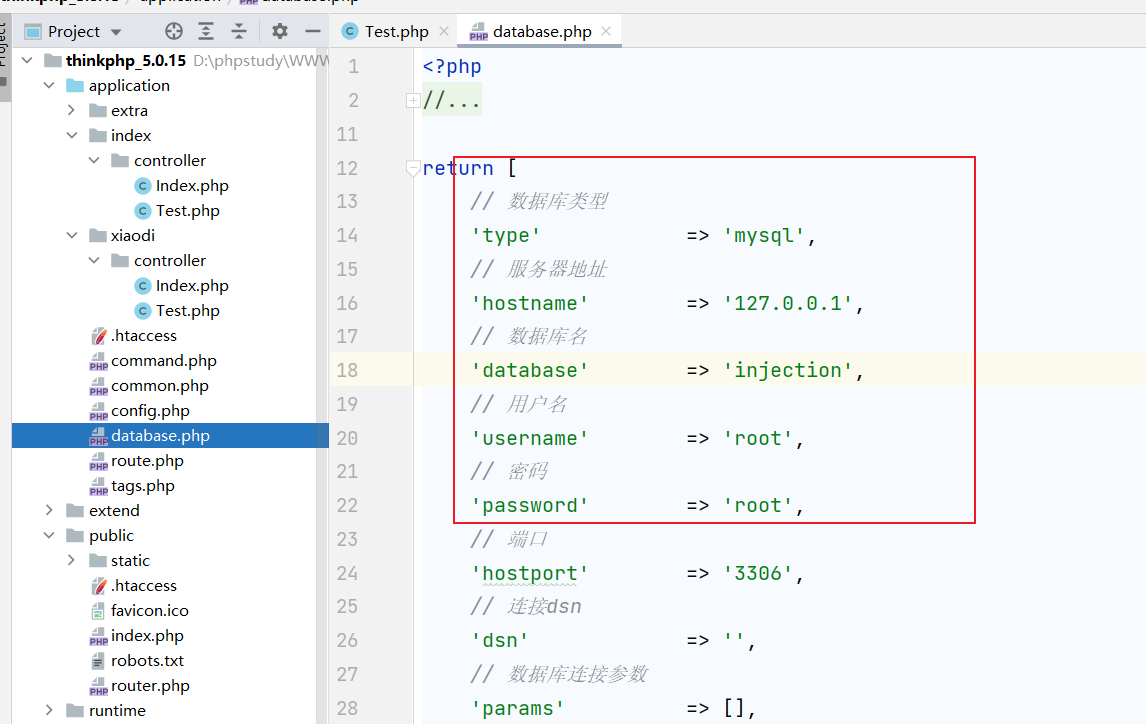 Project
thinkphp_5.0.15 D:\phpstudy\WWW
application
extra
index
controller
Index.php
Test.php
xiaodi
controller
Index.php
Test.php
.htaccess
command.php
common.php
config.php
database.php
route.php
tags.php
extend
public
static
.htaccess
favicon.ico
index.php
robots.txt
router.php
runtime
Test.php database.php
1 <?php
2 //...
11
12 return [
13 // 数据库类型
14 'type' => 'mysql',
15 // 服务器地址
16 'hostname' => '127.0.0.1',
17 // 数据库名
18 'database' => 'injection',
19 // 用户名
20 'username' => 'root',
21 // 密码
22 'password' => 'root',
23 // 端口
24 'hostport' => '3306',
25 // 连接dsn
26 'dsn' => '',
27 // 数据库连接参数
28 'params' => [],